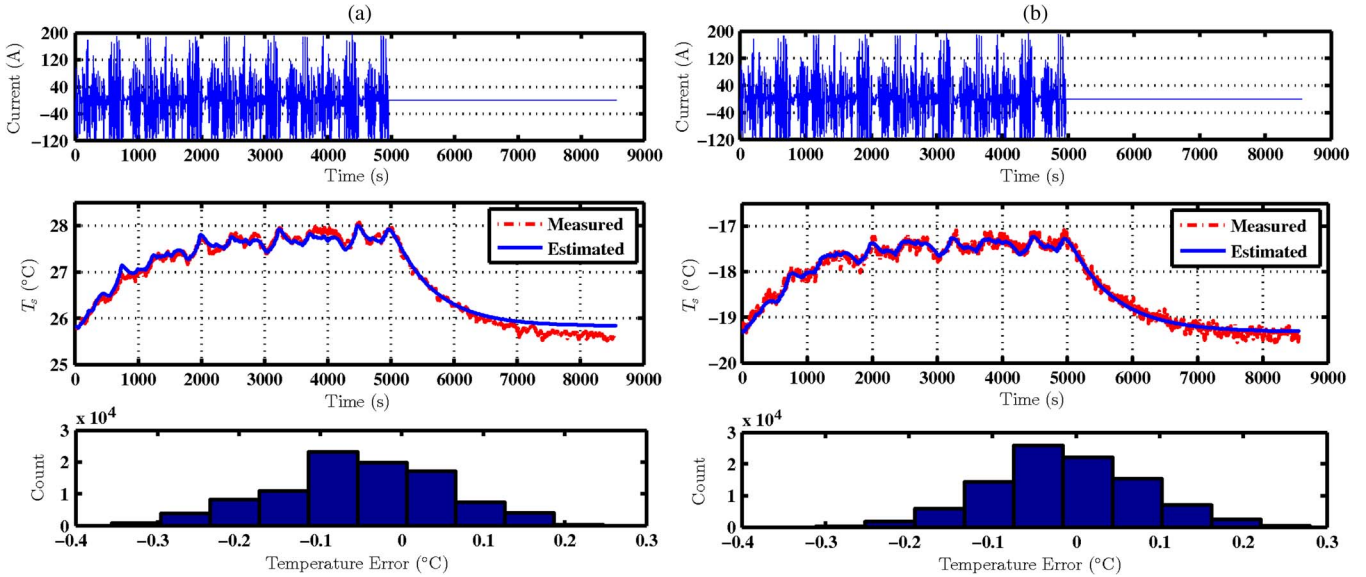 (a)
200
120
40
−40
−120
Current (A)
0 1000 2000 3000 4000 5000 6000 7000 8000 9000
Time (s)
28
27
26
25
Ts (°C)
Measured
Estimated
0 1000 2000 3000 4000 5000 6000 7000 8000 9000
Time (s)
x 10^4
3
2
1
0
Count
−0.4 −0.3 −0.2 −0.1 0 0.1 0.2 0.3
Temperature Error (°C)
(b)
200
120
40
−40
−120
Current (A)
0 1000 2000 3000 4000 5000 6000 7000 8000 9000
Time (s)
−17
−18
−19
−20
Ts (°C)
Measured
Estimated
0 1000 2000 3000 4000 5000 6000 7000 8000 9000
Time (s)
x 10^4
3
2
1
0
Count
−0.4 −0.3 −0.2 −0.1 0 0.1 0.2 0.3
Temperature Error (°C)